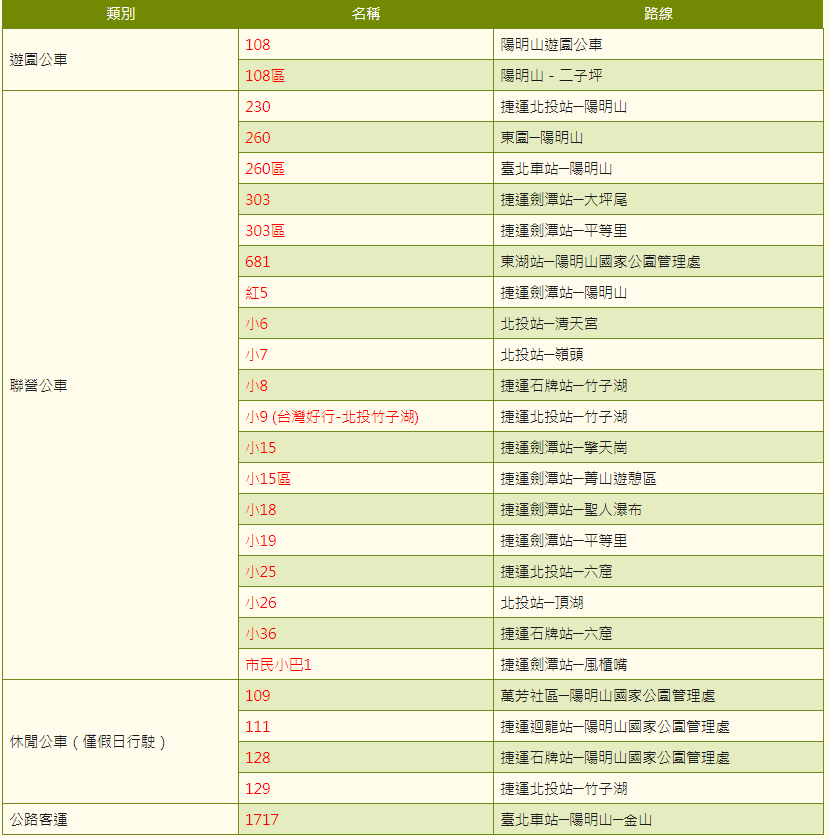 類別 名稱 路線
遊園公車 108 陽明山遊園公車
108區 陽明山 - 二子坪
聯營公車 230 捷運北投站─陽明山
260 東園─陽明山
260區 臺北車站─陽明山
303 捷運劍潭站─大坪尾
303區 捷運劍潭站─平等里
681 東湖站─陽明山國家公園管理處
紅5 捷運劍潭站─陽明山
小6 北投站─清天宮
小7 北投站─嶺頭
小8 捷運石牌站─竹子湖
小9 (台灣好行-北投竹子湖) 捷運北投站─竹子湖
小15 捷運劍潭站─擎天崗
小15區 捷運劍潭站─菁山遊憩區
小18 捷運劍潭站─聖人瀑布
小19 捷運劍潭站─平等里
小25 捷運北投站─六窟
小26 北投站─頂湖
小36 捷運石牌站─六窟
市民小巴1 捷運劍潭站─風櫃嘴
休閒公車（僅假日行駛） 109 萬芳社區─陽明山國家公園管理處
111 捷運迴龍站─陽明山國家公園管理處
128 捷運石牌站─陽明山國家公園管理處
129 捷運北投站─竹子湖
公路客運 1717 臺北車站─陽明山─金山